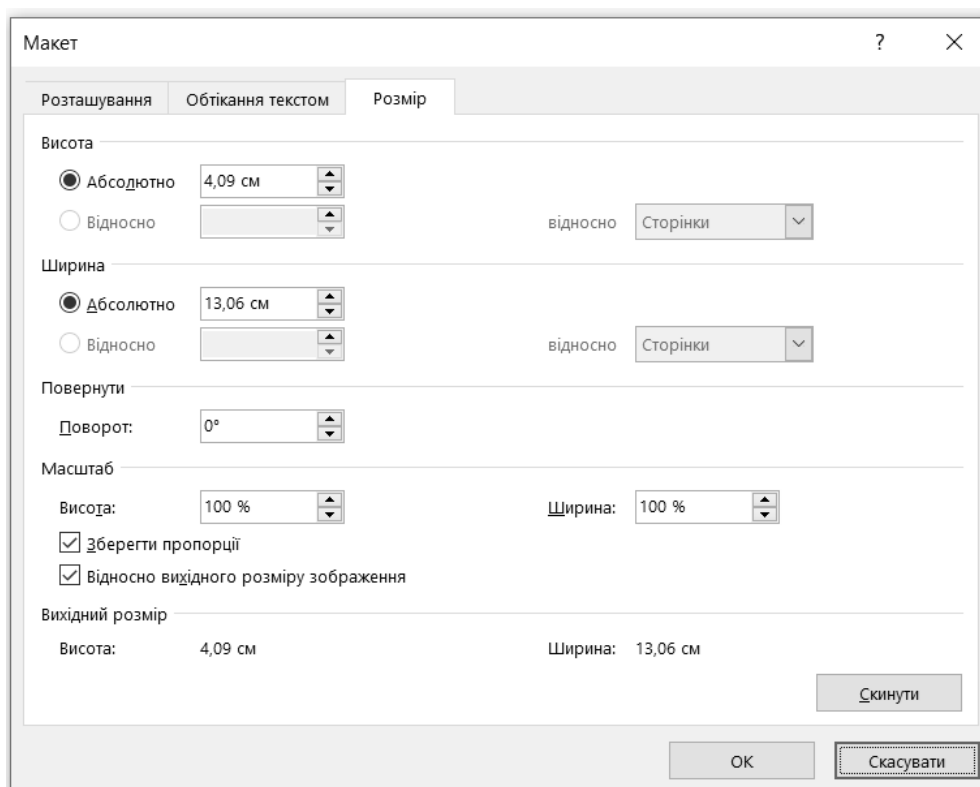 Макет ?
Розташування Обтікання текстом Розмір
Висота
Абсолютно 4,09 см
Відносно відносно Сторінки
Ширина
Абсолютно 13,06 см
Відносно відносно Сторінки
Повернути
Поворот: 0°
Масштаб
Висота: 100 % Ширина: 100 %
Зберегти пропорції
Відносно вихідного розміру зображення
Вихідний розмір
Висота: 4,09 см Ширина: 13,06 см
Скинути
ОК Скасувати